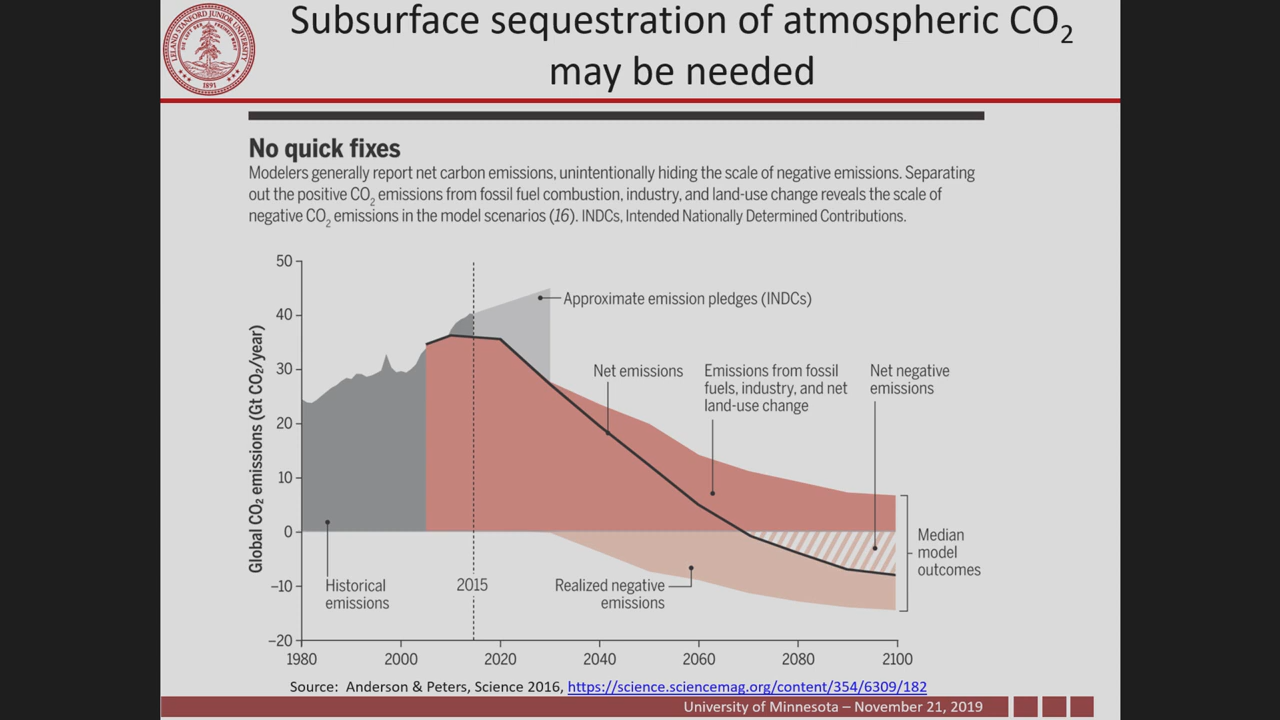 Subsurface sequestration of atmospheric CO₂
may be needed
LELAND STANFORD JUNIOR UNIVERSITY
1891
No quick fixes
Modelers generally report net carbon emissions, unintentionally hiding the scale of negative emissions. Separating
out the positive CO₂ emissions from fossil fuel combustion, industry, and land-use change reveals the scale of
negative CO₂ emissions in the model scenarios (16). INDCs, Intended Nationally Determined Contributions.
Global CO₂ emissions (Gt CO₂/year)
50
40
30
20
10
0
–10
–20
Approximate emission pledges (INDCs)
Net emissions
Emissions from fossil
fuels, industry, and net
land-use change
Net negative
emissions
Median
model
outcomes
Historical
emissions
2015
Realized negative
emissions
1980
2000
2020
2040
2060
2080
2100
Source: Anderson & Peters, Science 2016, https://science.sciencemag.org/content/354/6309/182
University of Minnesota – November 21, 2019